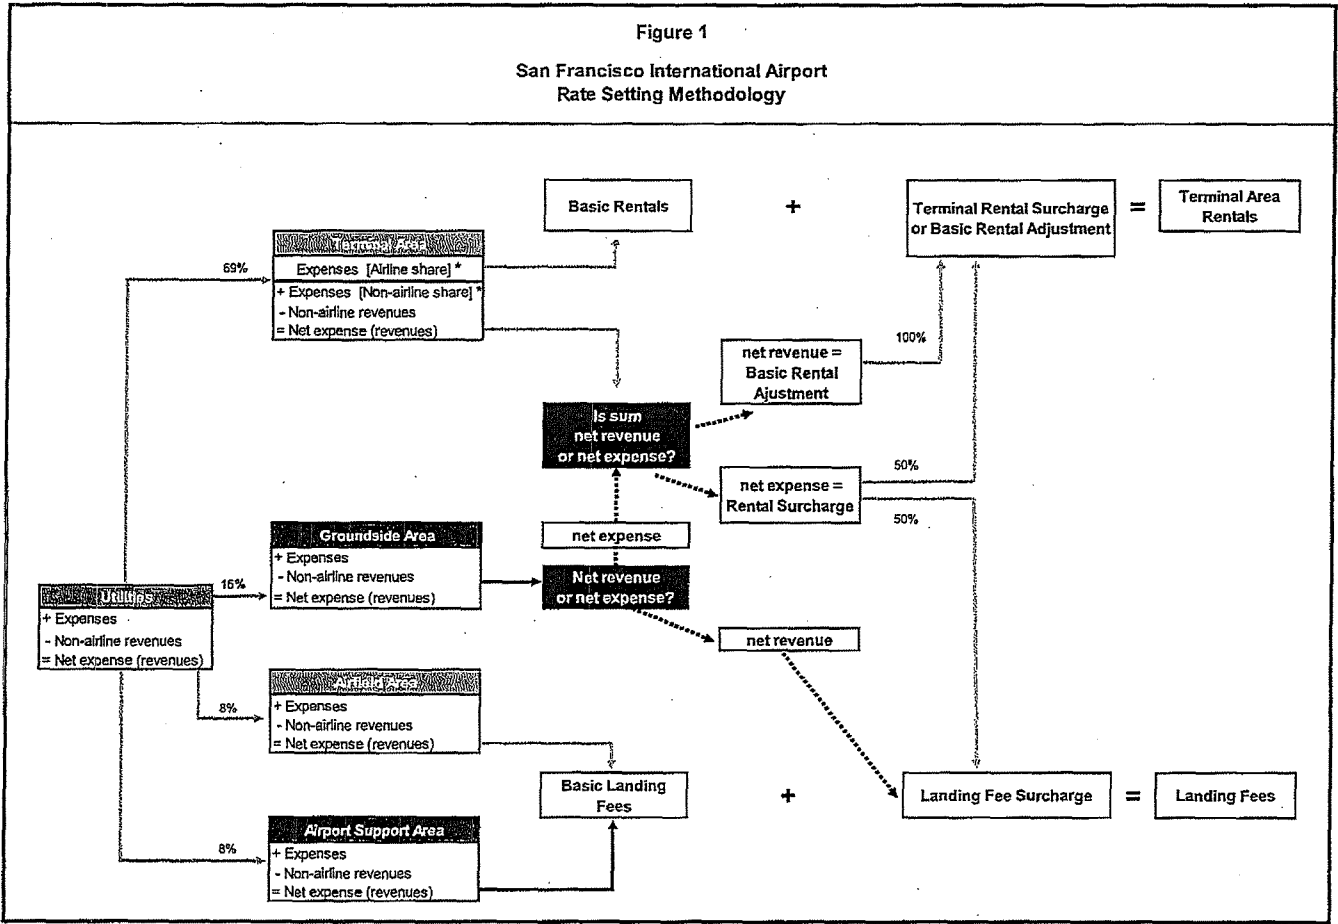 Figure 1
San Francisco International Airport
Rate Setting Methodology
Basic Rentals
+
Terminal Rental Surcharge
or Basic Rental Adjustment
=
Terminal Area
Rentals
Terminal Area
69%
Expenses [Airline share] *
+ Expenses [Non-airline share] *
- Non-airline revenues
= Net expense (revenues)
100%
net revenue =
Basic Rental
Ajustment
Is sum
net revenue
or net expense?
50%
net expense =
Rental Surcharge
50%
Groundside Area
+ Expenses
- Non-airline revenues
= Net expense (revenues)
net expense
Net revenue
or net expense?
Utilities
+ Expenses
- Non-airline revenues
= Net expense (revenues)
net revenue
Airfield Area
+ Expenses
- Non-airline revenues
= Net expense (revenues)
8%
Basic Landing
Fees
+
Landing Fee Surcharge
=
Landing Fees
Airport Support Area
8%
+ Expenses
- Non-airline revenues
= Net expense (revenues)